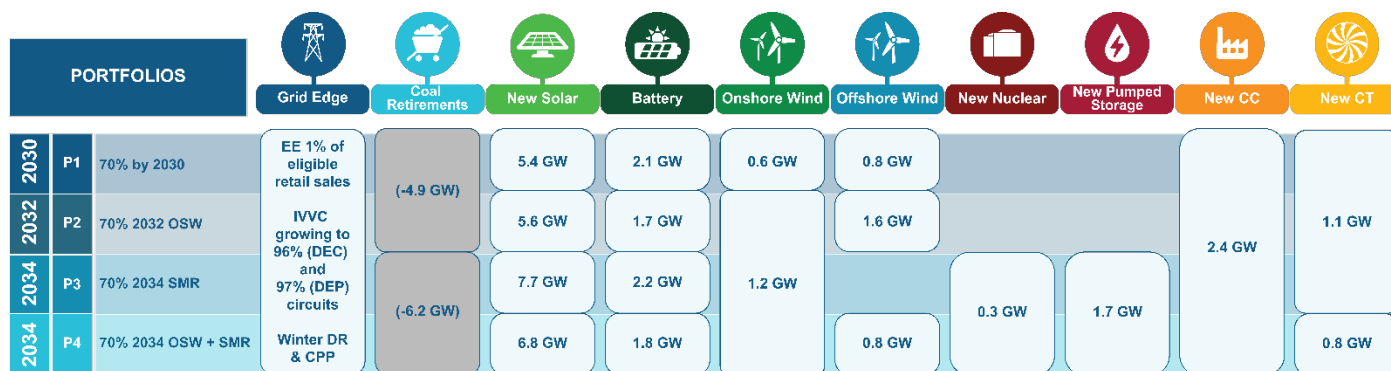 PORTFOLIOS
Grid Edge
Coal
Retirements
New Solar
Battery
Onshore Wind
Offshore Wind
New Nuclear
New Pumped
Storage
New CC
New CT
2030
P1
70% by 2030
2032
P2
70% 2032 OSW
2034
P3
70% 2034 SMR
2034
P4
70% 2034 OSW + SMR
EE 1% of
eligible
retail sales
IVVC
growing to
96% (DEC)
and
97% (DEP)
circuits
Winter DR
& CPP
(-4.9 GW)
(-6.2 GW)
5.4 GW
5.6 GW
7.7 GW
6.8 GW
2.1 GW
1.7 GW
2.2 GW
1.8 GW
0.6 GW
1.2 GW
0.8 GW
1.6 GW
0.8 GW
0.3 GW
1.7 GW
2.4 GW
1.1 GW
0.8 GW